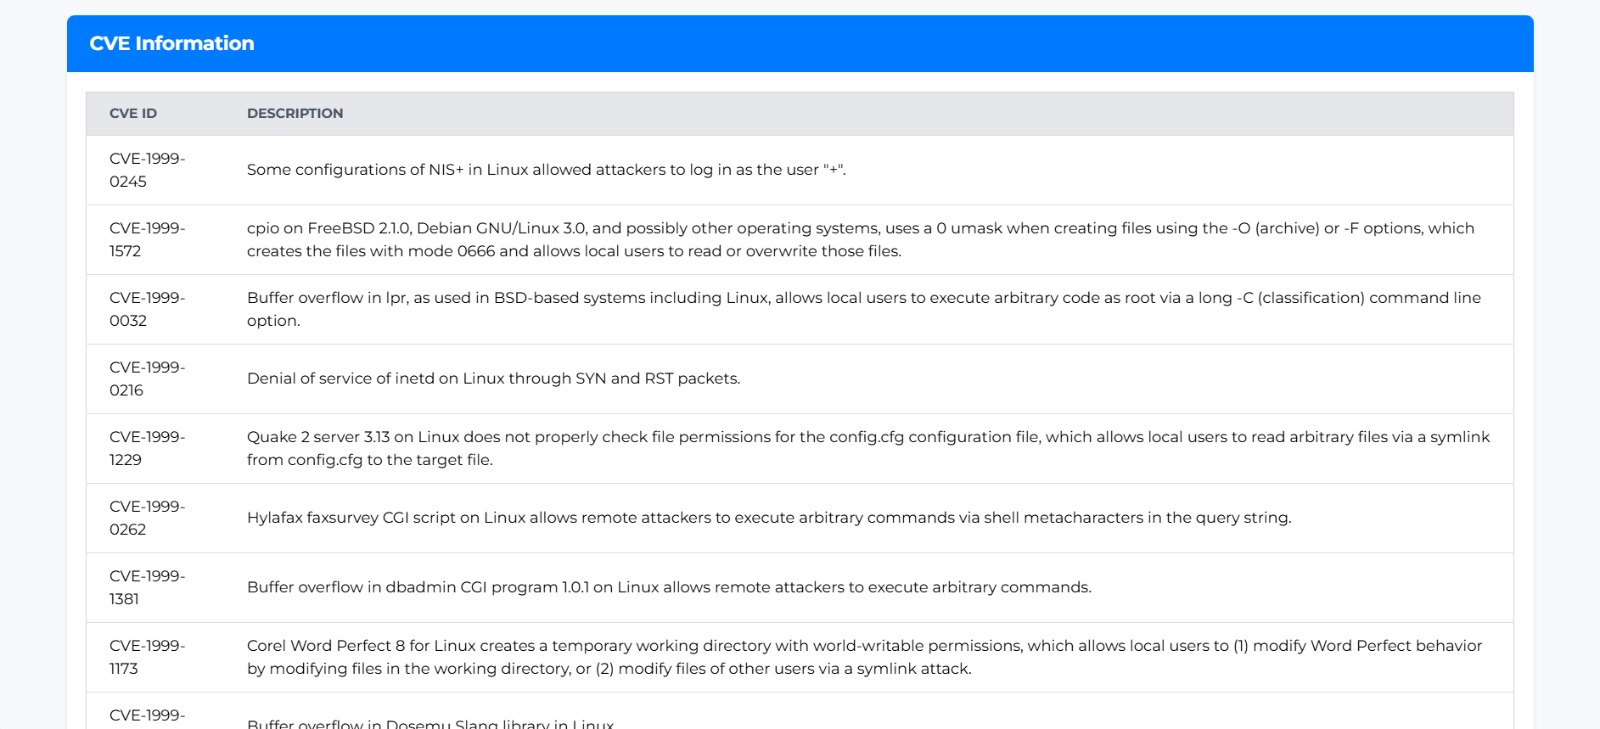 CVE Information
CVE ID DESCRIPTION
CVE-1999-
0245
Some configurations of NIS+ in Linux allowed attackers to log in as the user "+".
CVE-1999-
1572
cpio on FreeBSD 2.1.0, Debian GNU/Linux 3.0, and possibly other operating systems, uses a 0 umask when creating files using the -O (archive) or -F options, which
creates the files with mode 0666 and allows local users to read or overwrite those files.
CVE-1999-
0032
Buffer overflow in lpr, as used in BSD-based systems including Linux, allows local users to execute arbitrary code as root via a long -C (classification) command line
option.
CVE-1999-
0216
Denial of service of inetd on Linux through SYN and RST packets.
CVE-1999-
1229
Quake 2 server 3.13 on Linux does not properly check file permissions for the config.cfg configuration file, which allows local users to read arbitrary files via a symlink
from config.cfg to the target file.
CVE-1999-
0262
Hylafax faxsurvey CGI script on Linux allows remote attackers to execute arbitrary commands via shell metacharacters in the query string.
CVE-1999-
1381
Buffer overflow in dbadmin CGI program 1.0.1 on Linux allows remote attackers to execute arbitrary commands.
CVE-1999-
1173
Corel Word Perfect 8 for Linux creates a temporary working directory with world-writable permissions, which allows local users to (1) modify Word Perfect behavior
by modifying files in the working directory, or (2) modify files of other users via a symlink attack.
CVE-1999-
Buffer overflow in Dosemu Slang library in Linux.